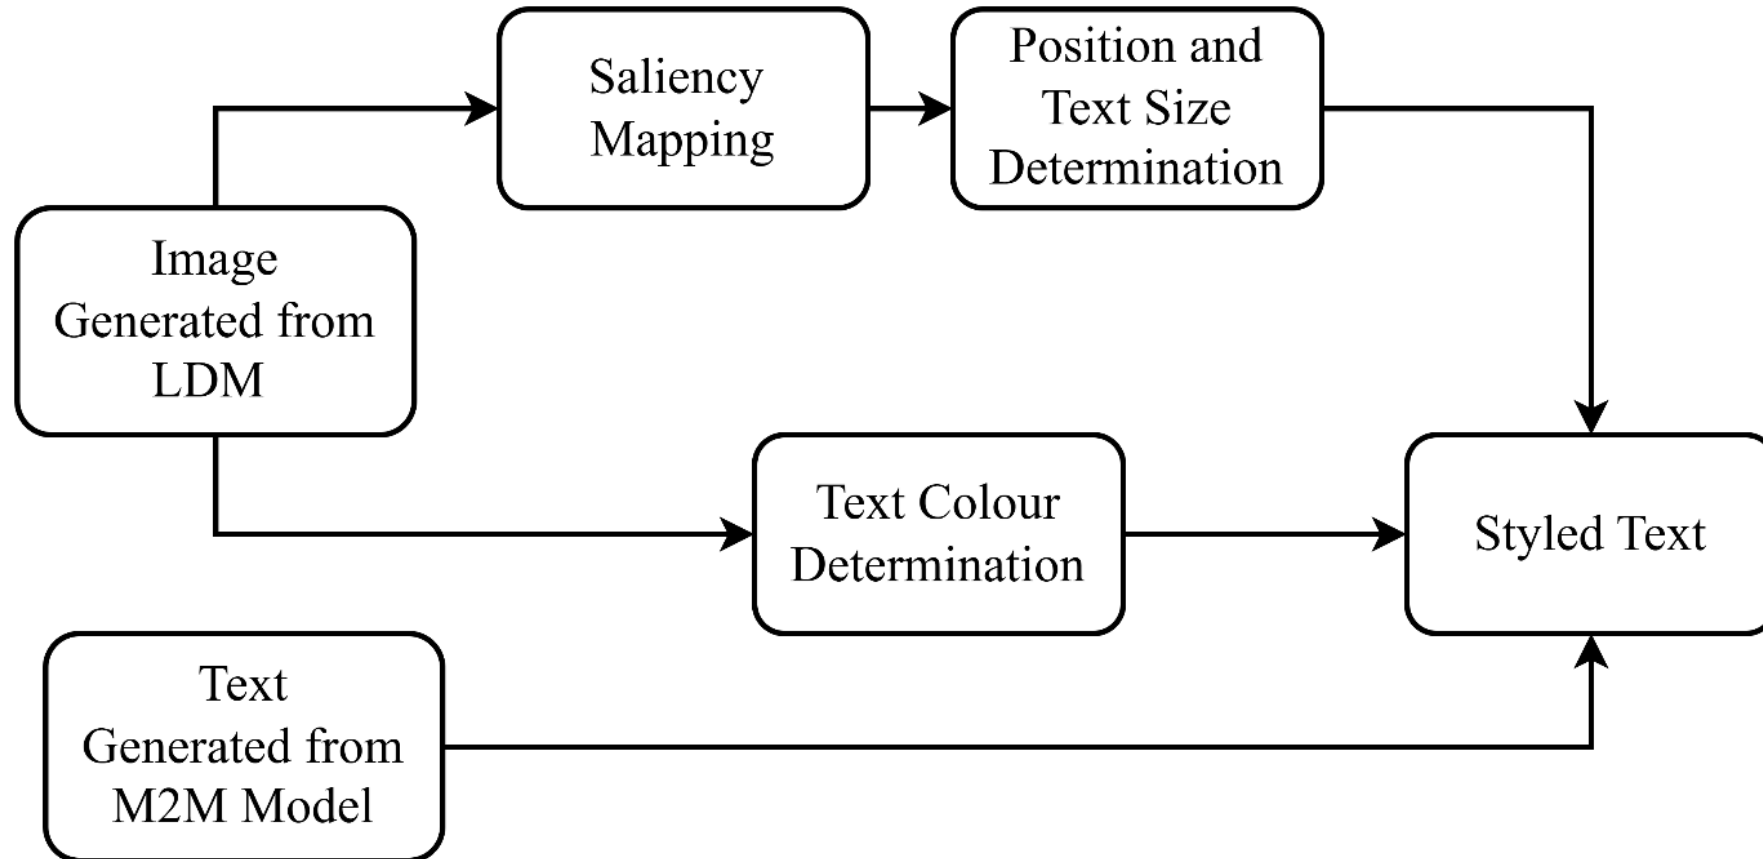 Saliency
Mapping
Position and
Text Size
Determination
Image
Generated from
LDM
Text Colour
Determination
Styled Text
Text
Generated from
M2M Model